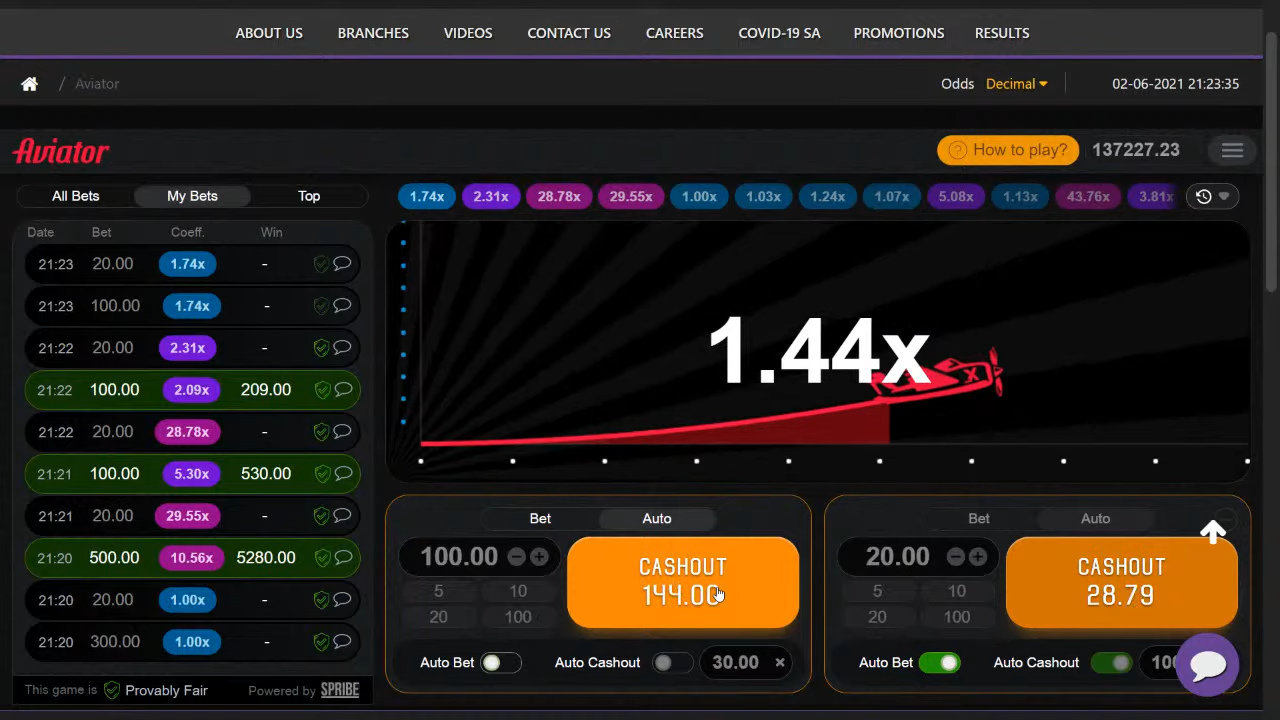 ABOUT US BRANCHES VIDEOS CONTACT US CAREERS COVID-19 SA PROMOTIONS RESULTS
/ Aviator Odds Decimal 02-06-2021 21:23:35
Aviator ? How to play? 137227.23
All Bets My Bets Top 1.74x 2.31x 28.78x 29.55x 1.00x 1.03x 1.24x 1.07x 5.08x 1.13x 43.76x 3.81x
Date Bet Coeff. Win
21:23 20.00 1.74x -
21:23 100.00 1.74x -
21:22 20.00 2.31x -
21:22 100.00 2.09x 209.00
21:22 20.00 28.78x -
21:21 100.00 5.30x 530.00
21:21 20.00 29.55x -
21:20 500.00 10.56x 5280.00
21:20 20.00 1.00x -
21:20 300.00 1.00x -
This game is Provably Fair Powered by SPRIBE
1.44x
X
Bet Auto
100.00 - +
5 10
20 100
CASHOUT
144.00
Auto Bet Auto Cashout 30.00 ×
Bet Auto
20.00 - +
5 10
20 100
CASHOUT
28.79
Auto Bet Auto Cashout